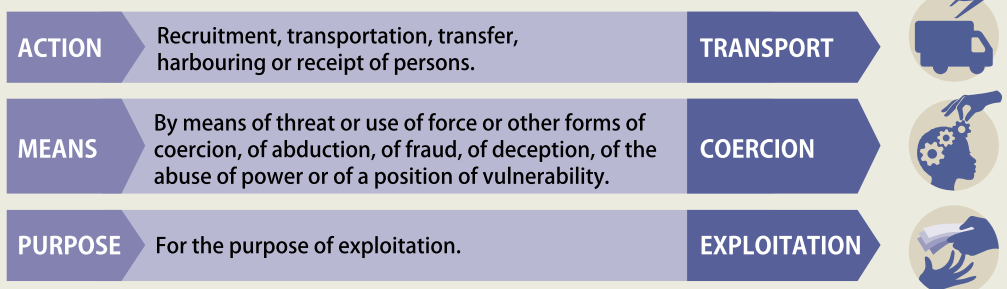 ACTION
Recruitment, transportation, transfer,
harbouring or receipt of persons.
TRANSPORT
MEANS
By means of threat or use of force or other forms of
coercion, of abduction, of fraud, of deception, of the
abuse of power or of a position of vulnerability.
COERCION
PURPOSE
For the purpose of exploitation.
EXPLOITATION